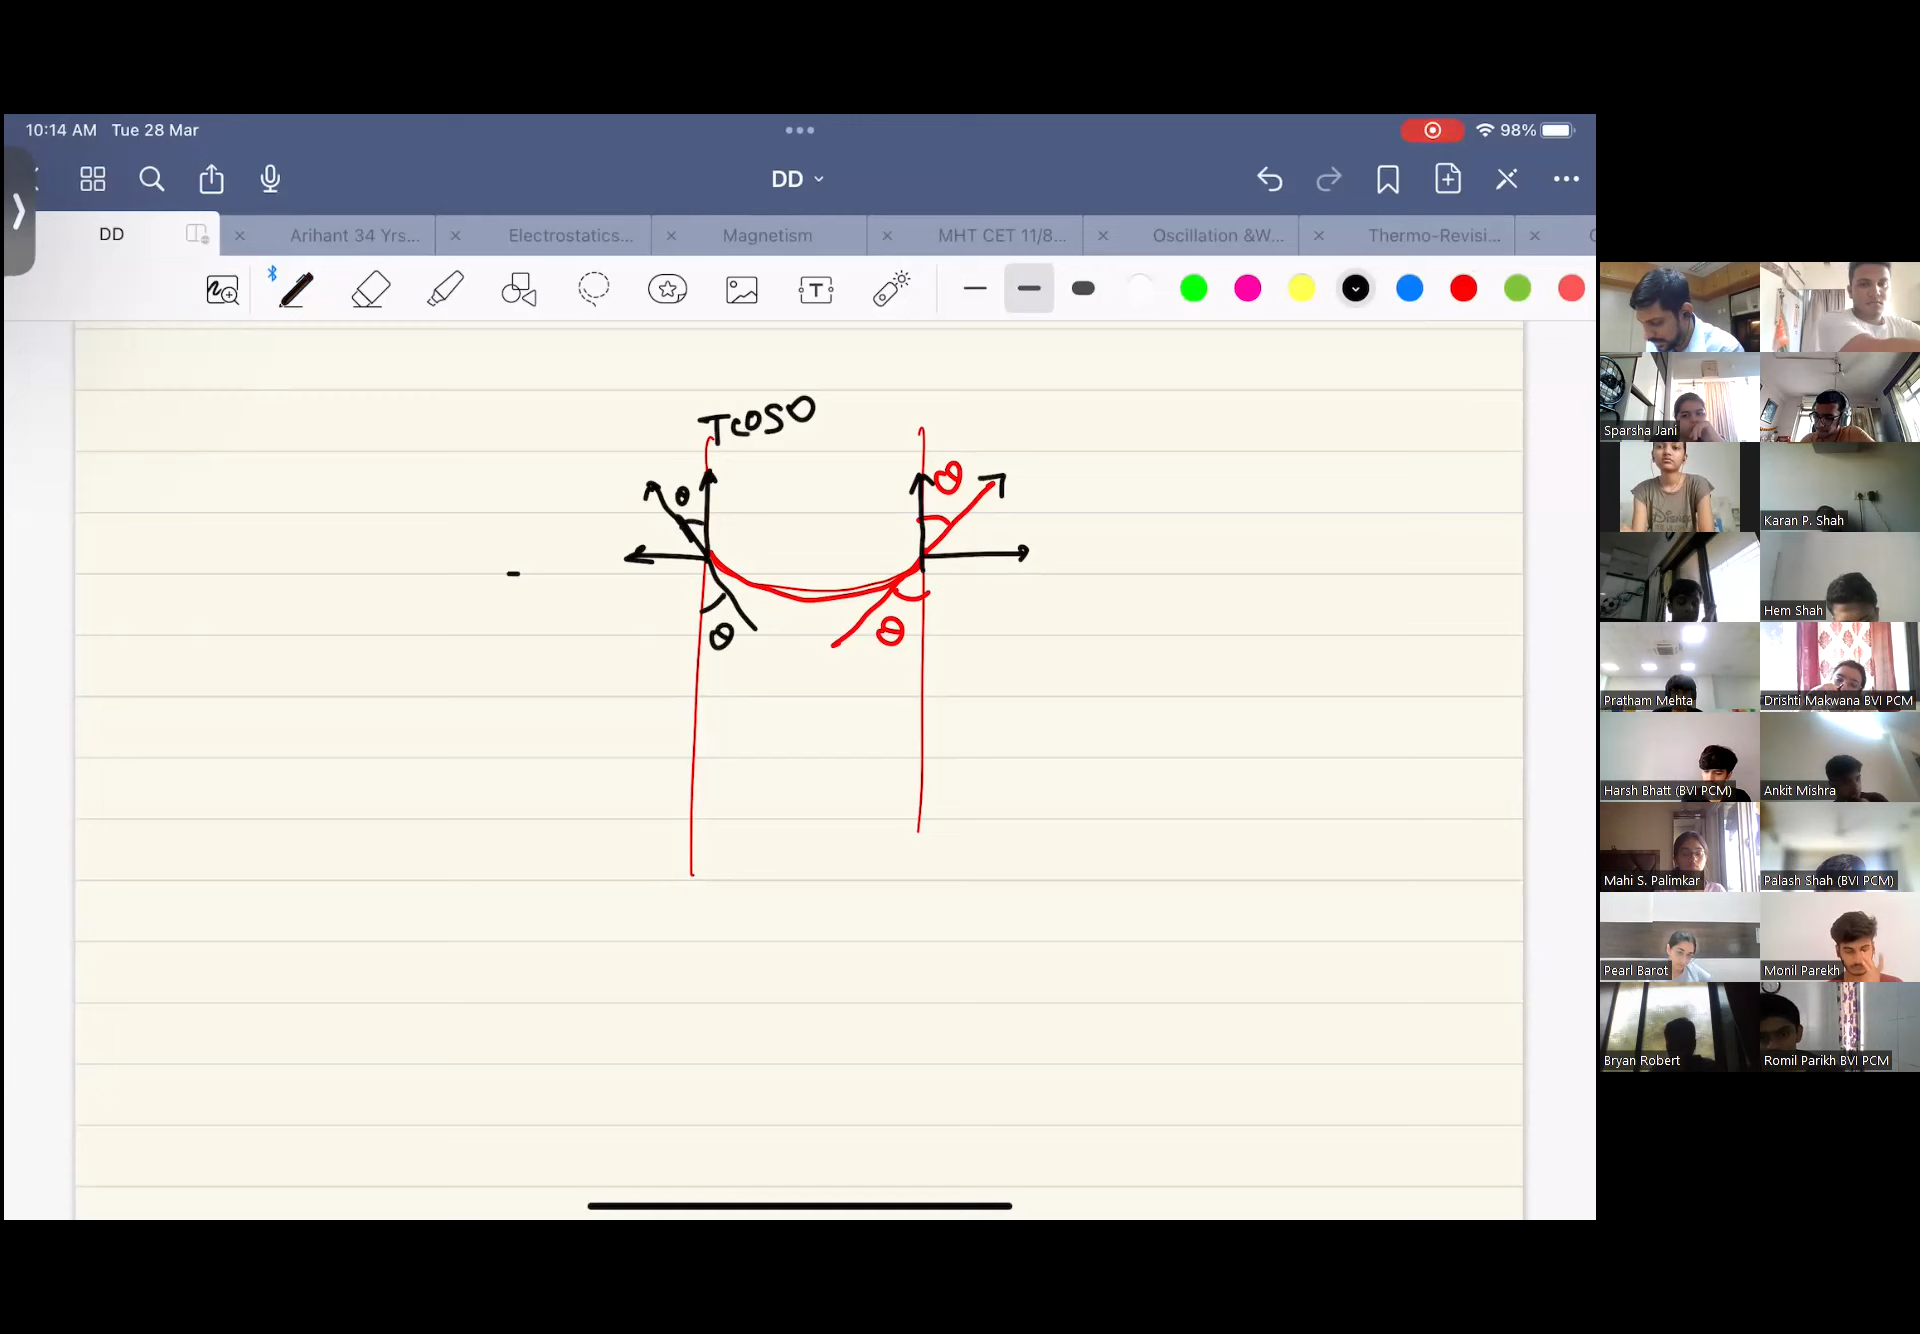 10:14 AM Tue 28 Mar
98%
DD
DD
Arihant 34 Yrs...
Electrostatics...
Magnetism
MHT CET 11/8...
Oscillation &W...
Thermo-Revisi...
T
Tcosθ
θ
θ
θ
θ
Sparsha Jani
DISNEP
Karan P. Shah
Hem Shah
Pratham Mehta
Drishti Makwana BVI PCM
Harsh Bhatt (BVI PCM)
Ankit Mishra
Mahi S. Palimkar
Palash Shah (BVI PCM)
Pearl Barot
Monil Parekh
Bryan Robert
Romil Parikh BVI PCM